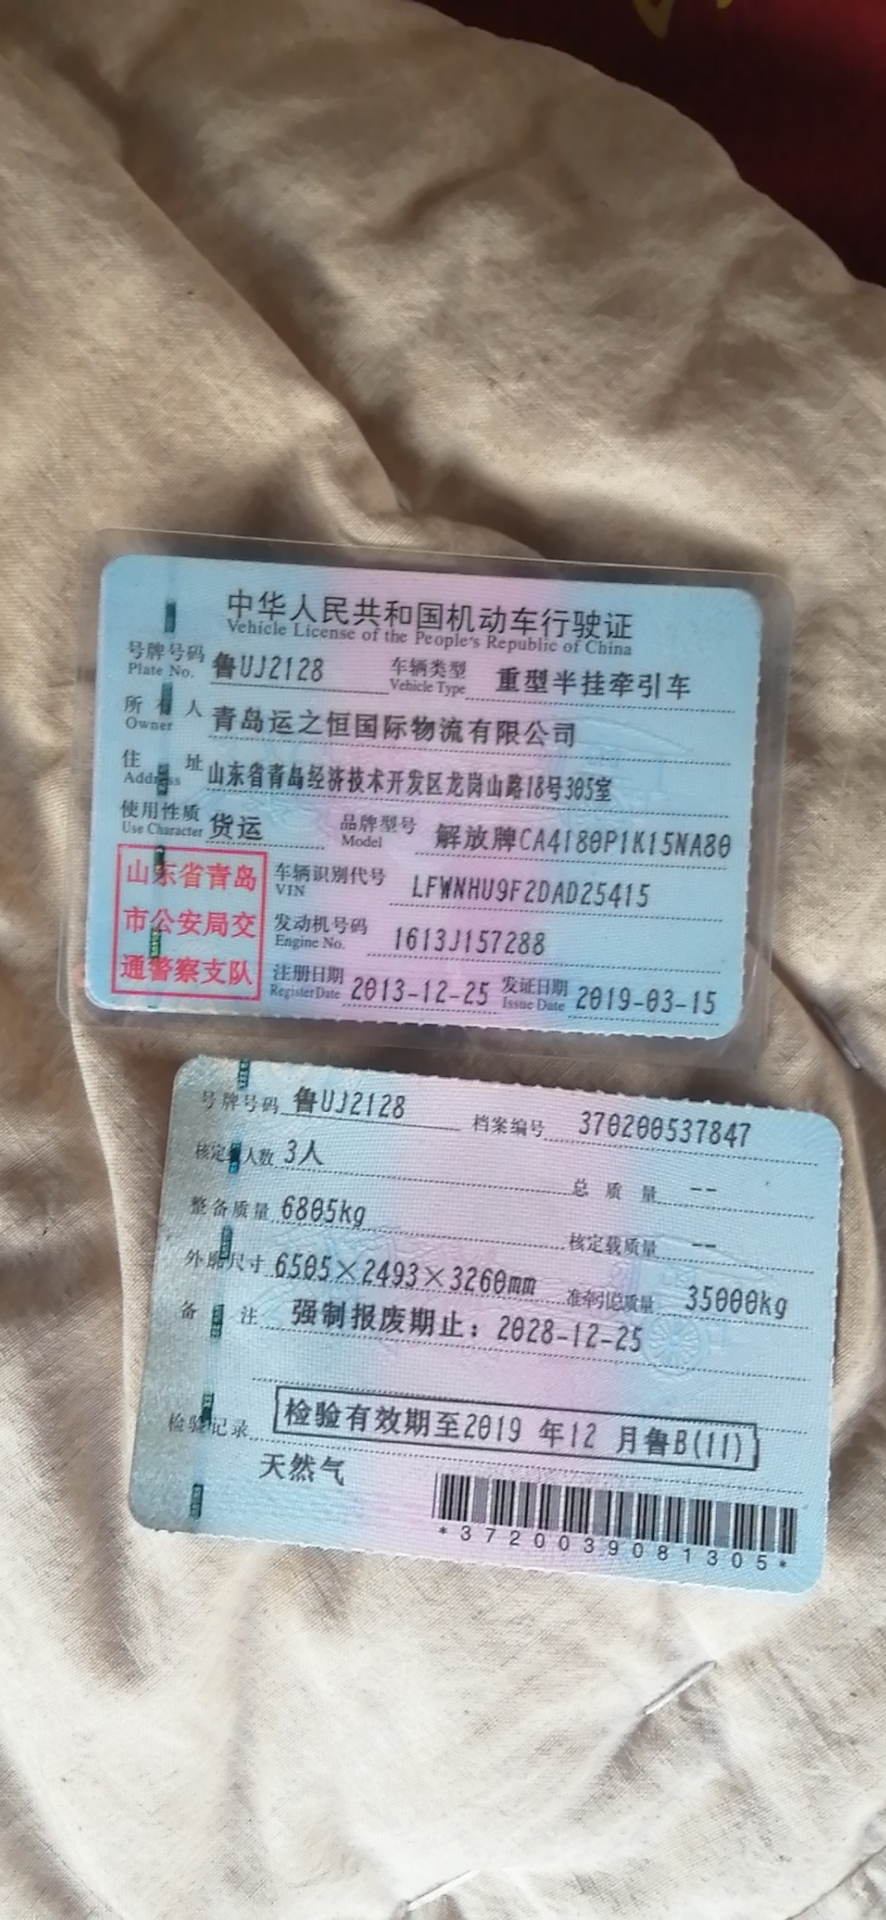 中华人民共和国机动车行驶证
Vehicle License of the People's Republic of China
号牌号码 鲁UJ2128 车辆类型 重型半挂牵引车
Plate No. Vehicle Type
所有人 青岛运之恒国际物流有限公司
Owner
住址 山东省青岛经济技术开发区龙岗山路18号305室
Address
使用性质 货运 品牌型号 解放牌CA4180P1K15NA80
Use Character Model
山东省青岛
市公安局交
通警察支队
车辆识别代号 LFWNHU9F2DAD25415
VIN
发动机号码 1613J157288
Engine No.
注册日期 2013-12-25 发证日期 2019-03-15
Register Date Issue Date
号牌号码 鲁UJ2128 档案编号 370200537847
核定人数 3人 总质量 --
整备质量 6805kg 核定载质量 --
外廓尺寸 6505×2493×3260mm 准牵引总质量 35000kg
备注 强制报废期止：2028-12-25
检验记录 检验有效期至2019 年12 月鲁B(11)
天然气
*3720039081305*